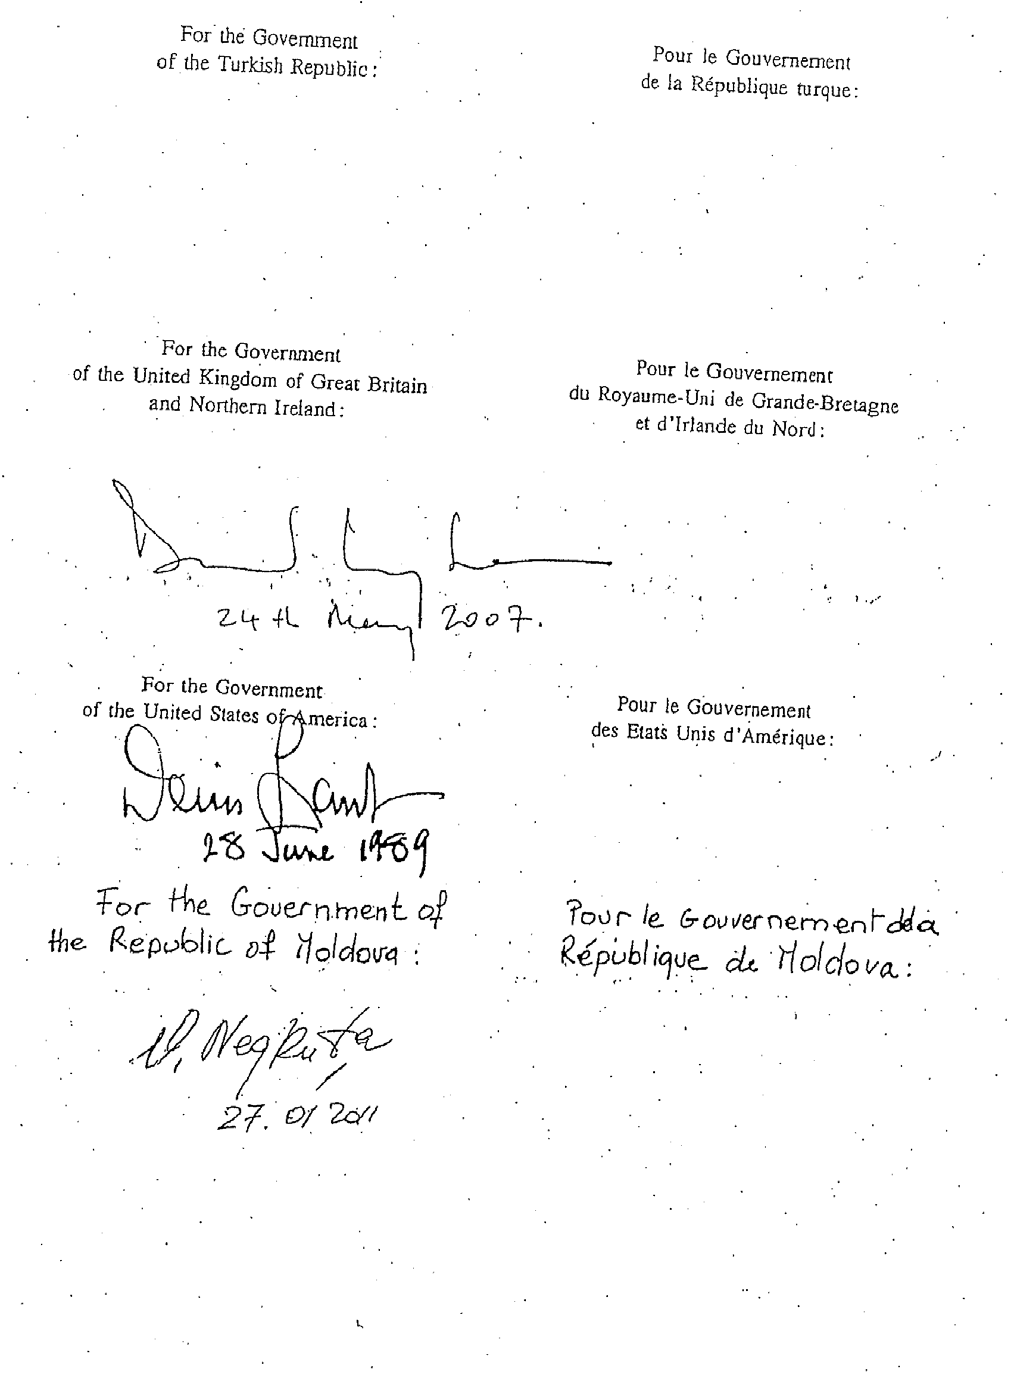 For the Government
of the Turkish Republic:
Pour le Gouvernement
de la République turque:
For the Government
of the United Kingdom of Great Britain
and Northern Ireland:
Pour le Gouvernement
du Royaume-Uni de Grande-Bretagne
et d'Irlande du Nord:
24th May 2007.
For the Government
of the United States of America:
Pour le Gouvernement
des Etats Unis d'Amérique:
28 June 1989
For the Government of
the Republic of Moldova:
Pour le Gouvernement de la
République de Moldova:
V. Negruţa
27.01 2011